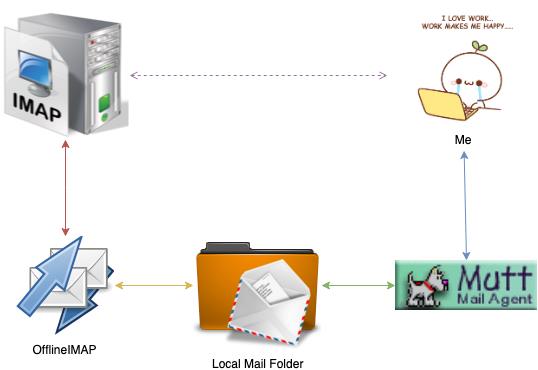 I LOVE WORK...
WORK MAKES ME HAPPY.....
IMAP
Me
Mutt
Mail Agent
OfflineIMAP
Local Mail Folder